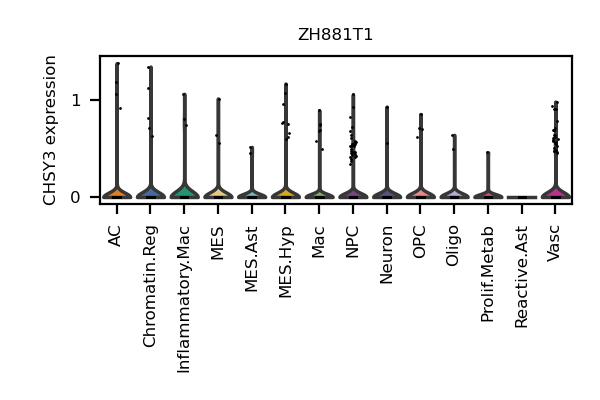 ZH881T1
CHSY3 expression
1
0
AC
Chromatin.Reg
Inflammatory.Mac
MES
MES.Ast
MES.Hyp
Mac
NPC
Neuron
OPC
Oligo
Prolif.Metab
Reactive.Ast
Vasc